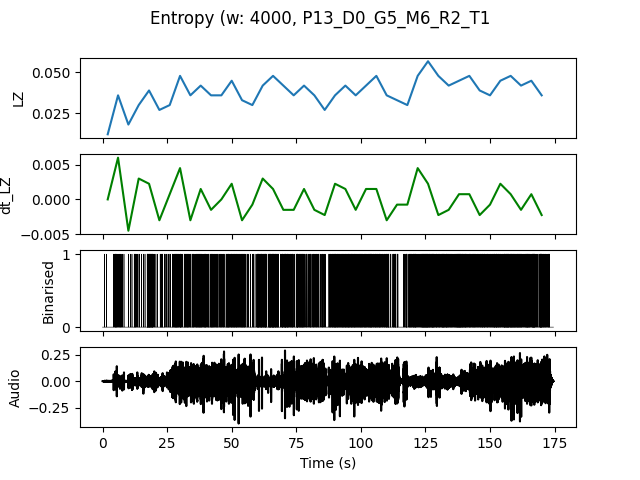 Entropy (w: 4000, P13_D0_G5_M6_R2_T1
0.050
0.025
LZ
0.005
0.000
−0.005
dt_LZ
1
0
Binarised
0.25
0.00
−0.25
Audio
0 25 50 75 100 125 150 175
Time (s)